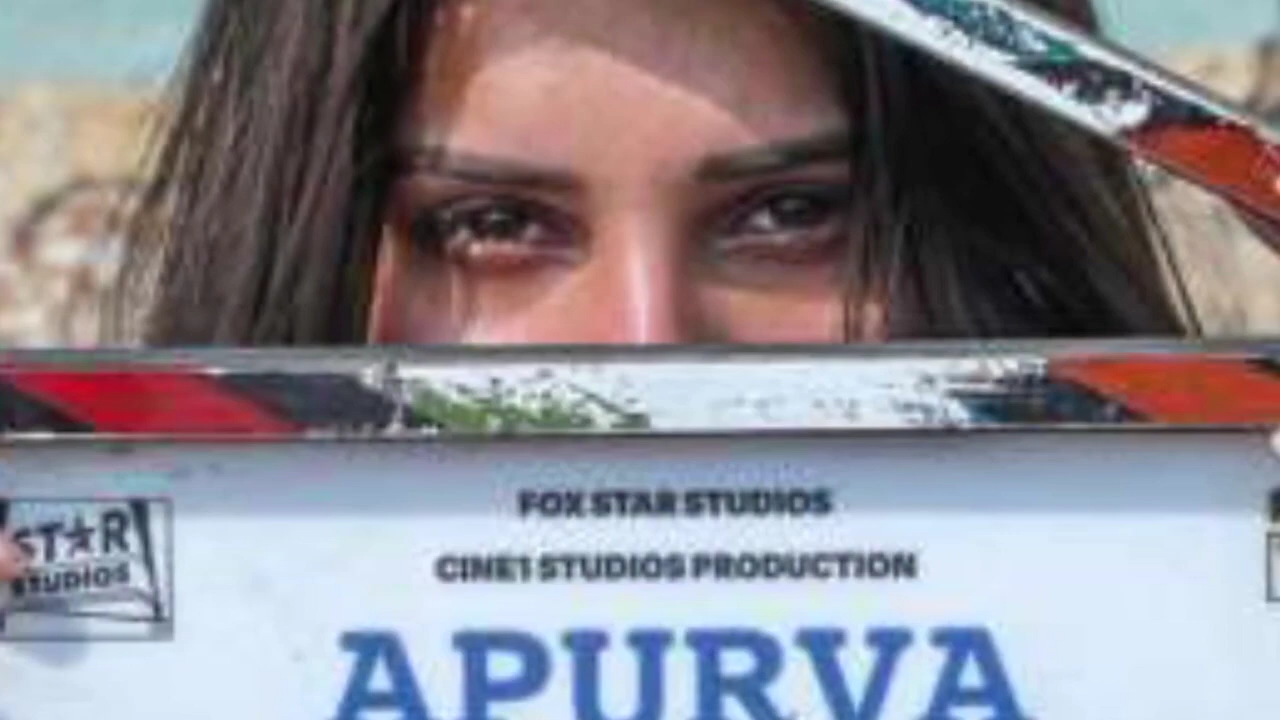 FOX STAR STUDIOS
CINE1 STUDIOS PRODUCTION
STAR
STUDIOS
APURVA